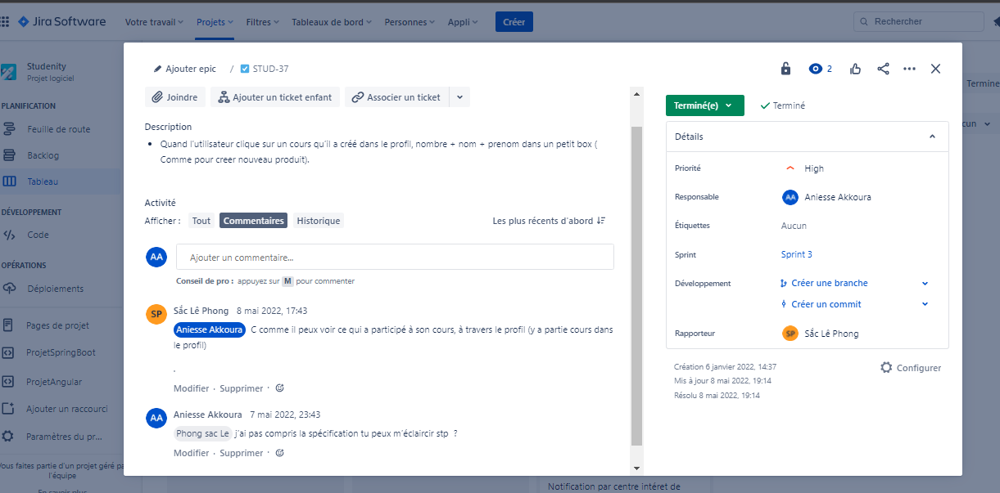 Jira Software
Votre travail
Projets
Filtres
Tableaux de bord
Personnes
Appli
Créer
Rechercher
Studenity
Projet logiciel
PLANIFICATION
Feuille de route
Backlog
Tableau
DÉVELOPPEMENT
Code
OPÉRATIONS
Déploiements
Pages de projet
ProjetSpringBoot
ProjetAngular
Ajouter un raccourci
Paramètres du pr...
Vous faites partie d'un projet géré pa
l'équipe
En savoir plus
Ajouter epic / STUD-37
2
Joindre
Ajouter un ticket enfant
Associer un ticket
Description
Quand l'utilisateur clique sur un cours qu'il a créé dans le profil, nombre + nom + prenom dans un petit box (
Comme pour creer nouveau produit).
Activité
Afficher : Tout Commentaires Historique
Les plus récents d'abord
AA
Ajouter un commentaire...
Conseil de pro : appuyez sur M pour commenter
SP
Sắc Lê Phong 8 mai 2022, 17:43
Aniesse Akkoura C comme il peux voir ce qui a participé à son cours, à travers le profil (y a partie cours dans
le profil)
.
Modifier · Supprimer ·
AA
Aniesse Akkoura 7 mai 2022, 23:43
Phong sac Le j'ai pas compris la spécification tu peux m'éclaircir stp ?
Modifier · Supprimer ·
Terminé(e)
Terminé
Détails
Priorité High
Responsable AA Aniesse Akkoura
Étiquettes Aucun
Sprint Sprint 3
Développement Créer une branche
Créer un commit
Rapporteur SP Sắc Lê Phong
Création 6 janvier 2022, 14:37
Mis à jour 8 mai 2022, 19:14
Résolu 8 mai 2022, 19:14
Configurer
Termine
cun
Notification par centre intéret de